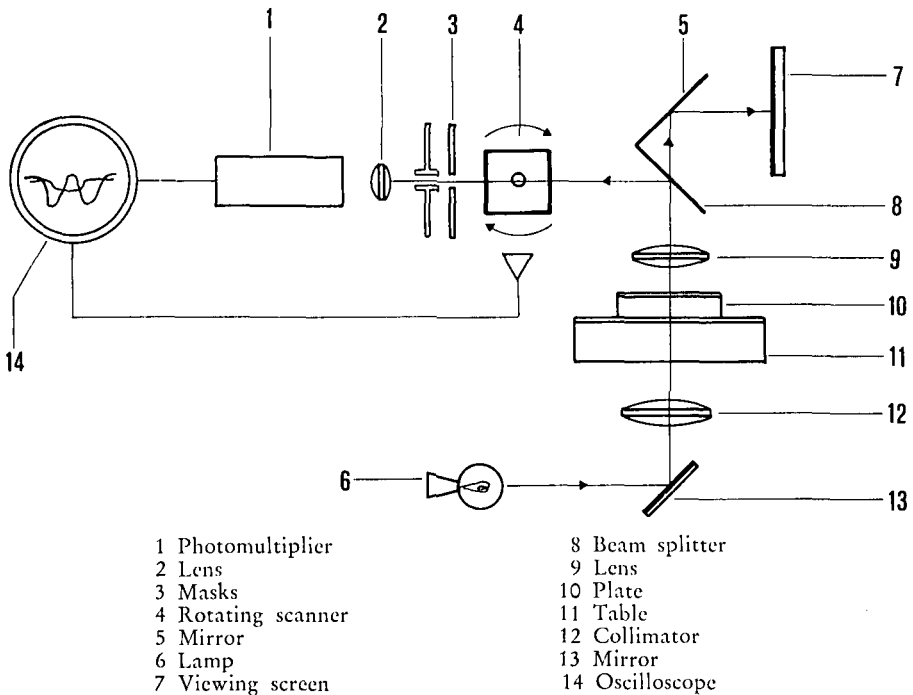 1 2 3 4 5
7
8
9
10
11
14
12
6
13
1 Photomultiplier
2 Lens
3 Masks
4 Rotating scanner
5 Mirror
6 Lamp
7 Viewing screen
8 Beam splitter
9 Lens
10 Plate
11 Table
12 Collimator
13 Mirror
14 Oscilloscope